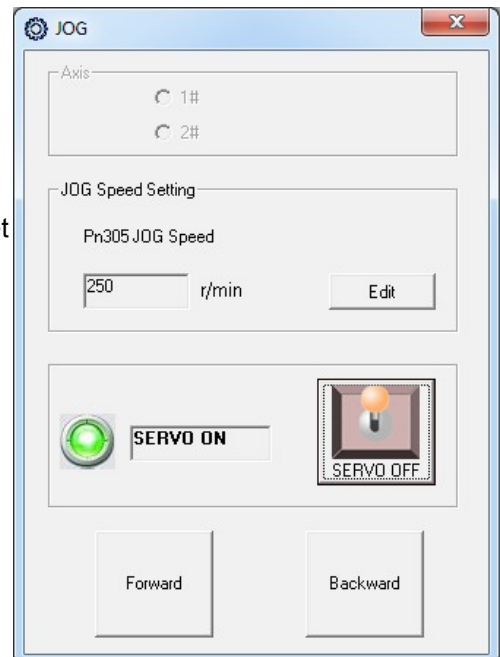 JOG
Axis
1#
2#
JOG Speed Setting
Pn305 JOG Speed
250 r/min Edit
SERVO ON
SERVO OFF
Forward Backward